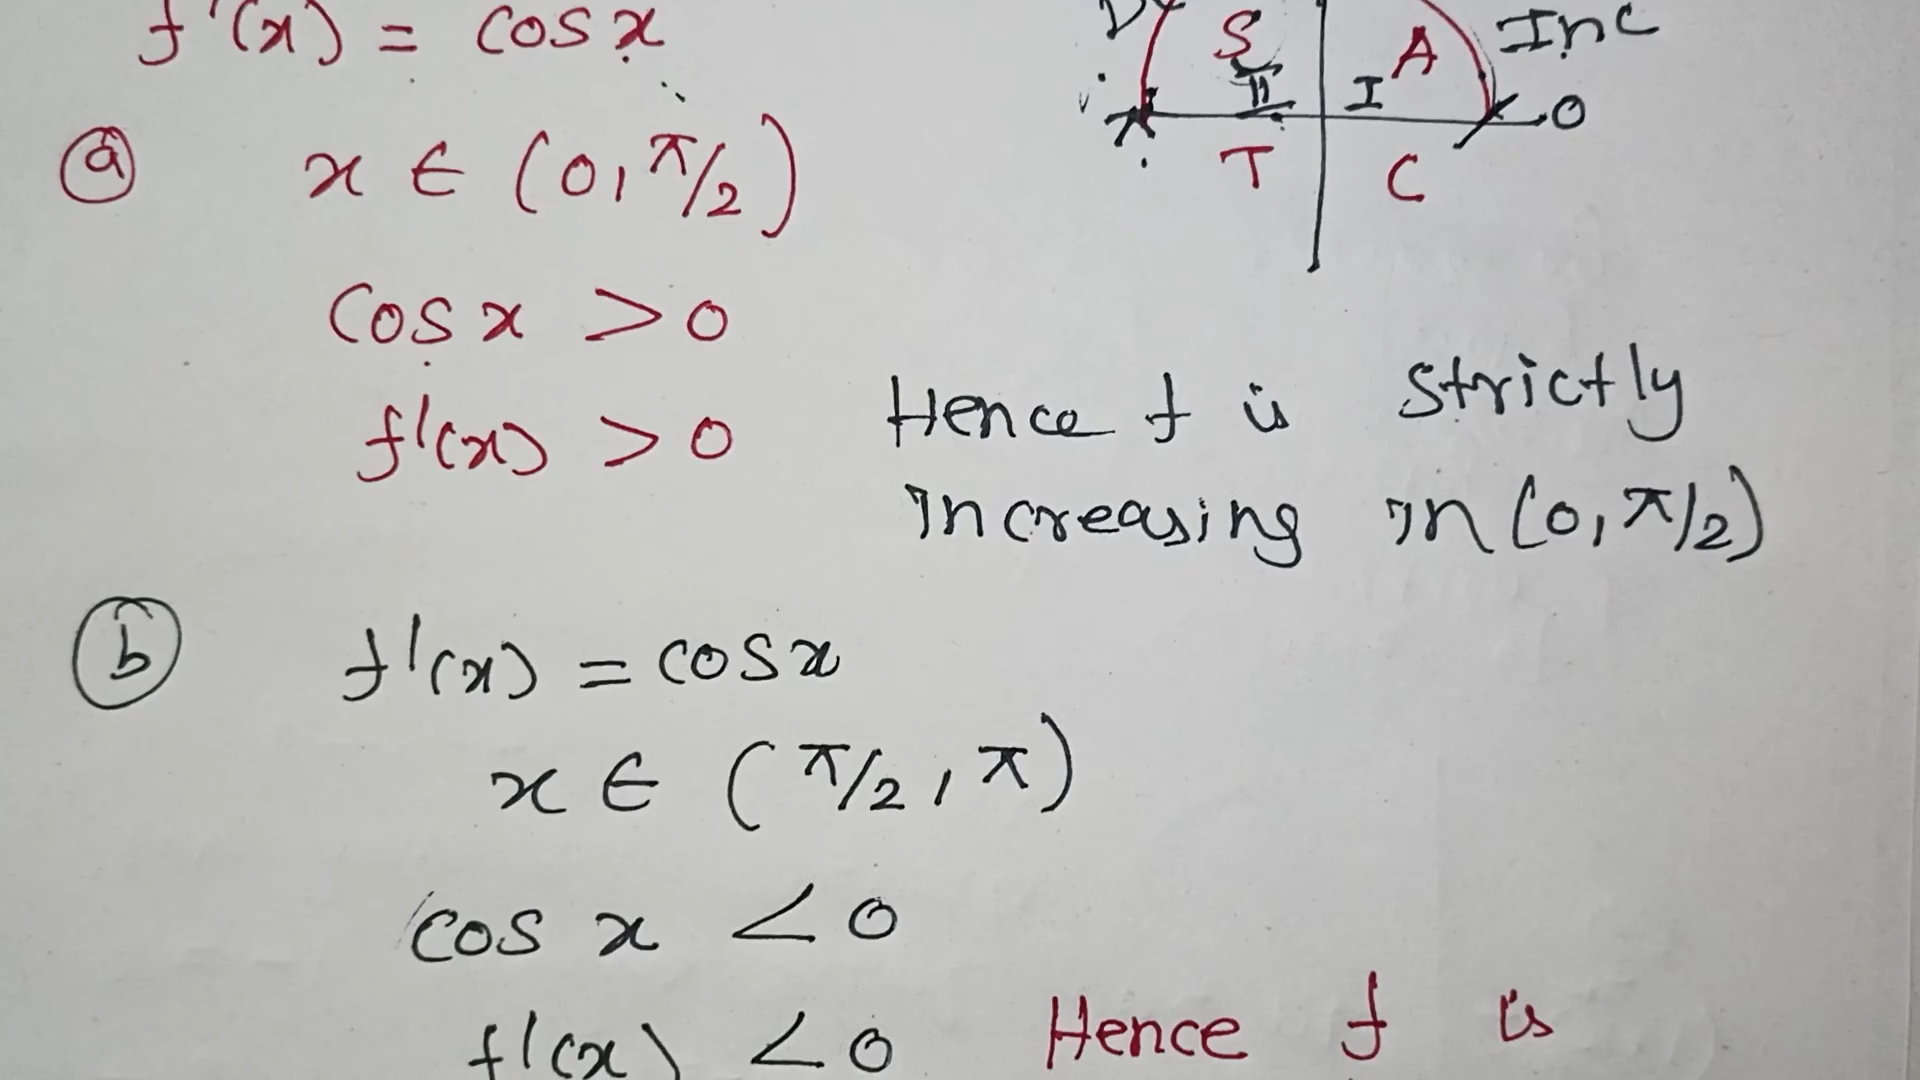 f'(x) = cos x
S A Inc
II I
π 0
T C
(a) x ∈ (0, π/2)
cos x > 0
f'(x) > 0 Hence f is strictly
increasing in (0, π/2)
(b) f'(x) = cos x
x ∈ (π/2, π)
cos x < 0
f'(x) < 0 Hence f is